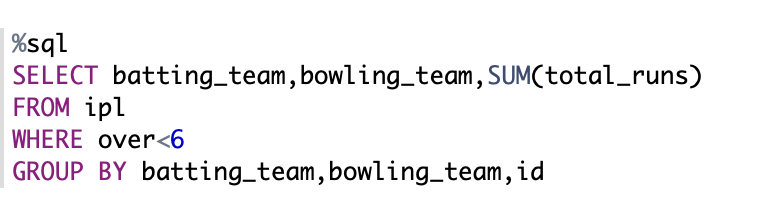 %sql
SELECT batting_team,bowling_team,SUM(total_runs)
FROM ipl
WHERE over<6
GROUP BY batting_team,bowling_team,id